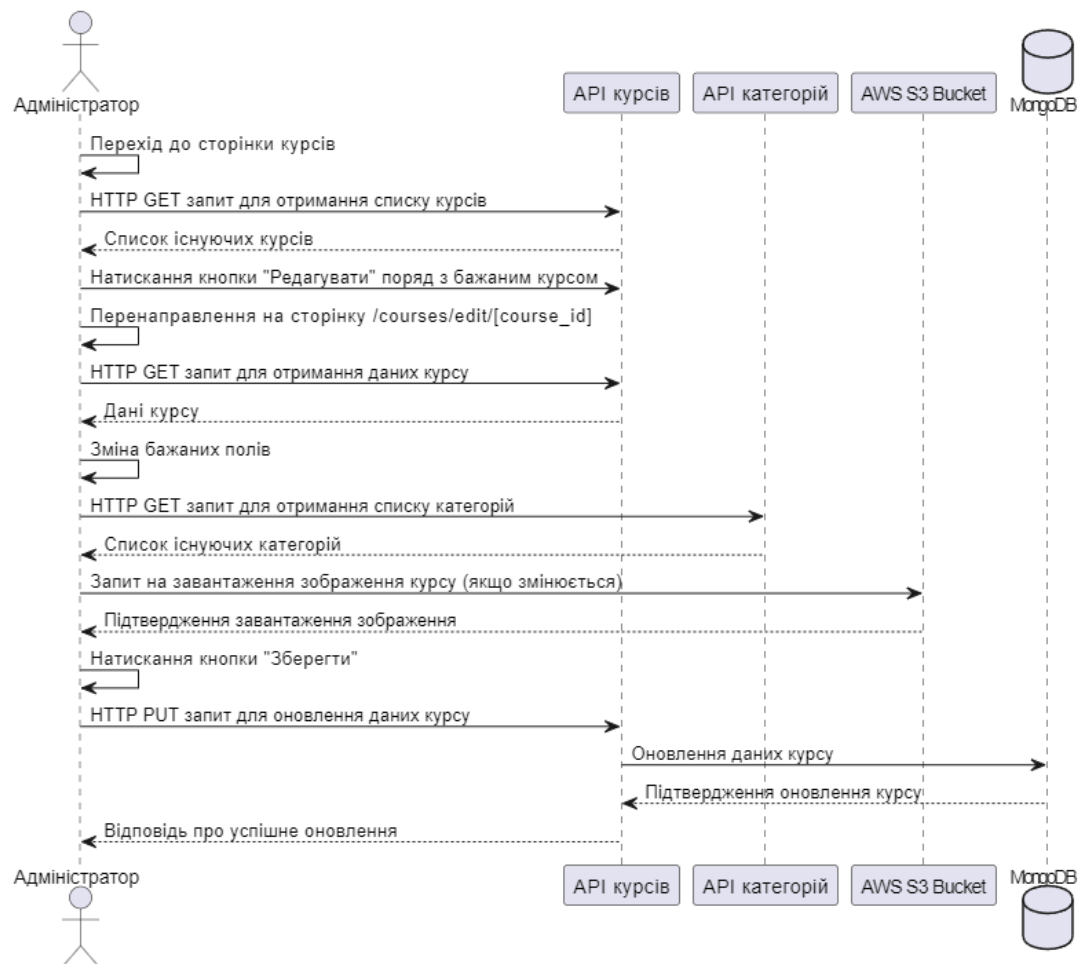 Адміністратор
API курсів
API категорій
AWS S3 Bucket
MongoDB
Перехід до сторінки курсів
HTTP GET запит для отримання списку курсів
Список існуючих курсів
Натискання кнопки "Редагувати" поряд з бажаним курсом
Перенаправлення на сторінку /courses/edit/[course_id]
HTTP GET запит для отримання даних курсу
Дані курсу
Зміна бажаних полів
HTTP GET запит для отримання списку категорій
Список існуючих категорій
Запит на завантаження зображення курсу (якщо змінюється)
Підтвердження завантаження зображення
Натискання кнопки "Зберегти"
HTTP PUT запит для оновлення даних курсу
Оновлення даних курсу
Підтвердження оновлення курсу
Відповідь про успішне оновлення
Адміністратор
API курсів
API категорій
AWS S3 Bucket
MongoDB